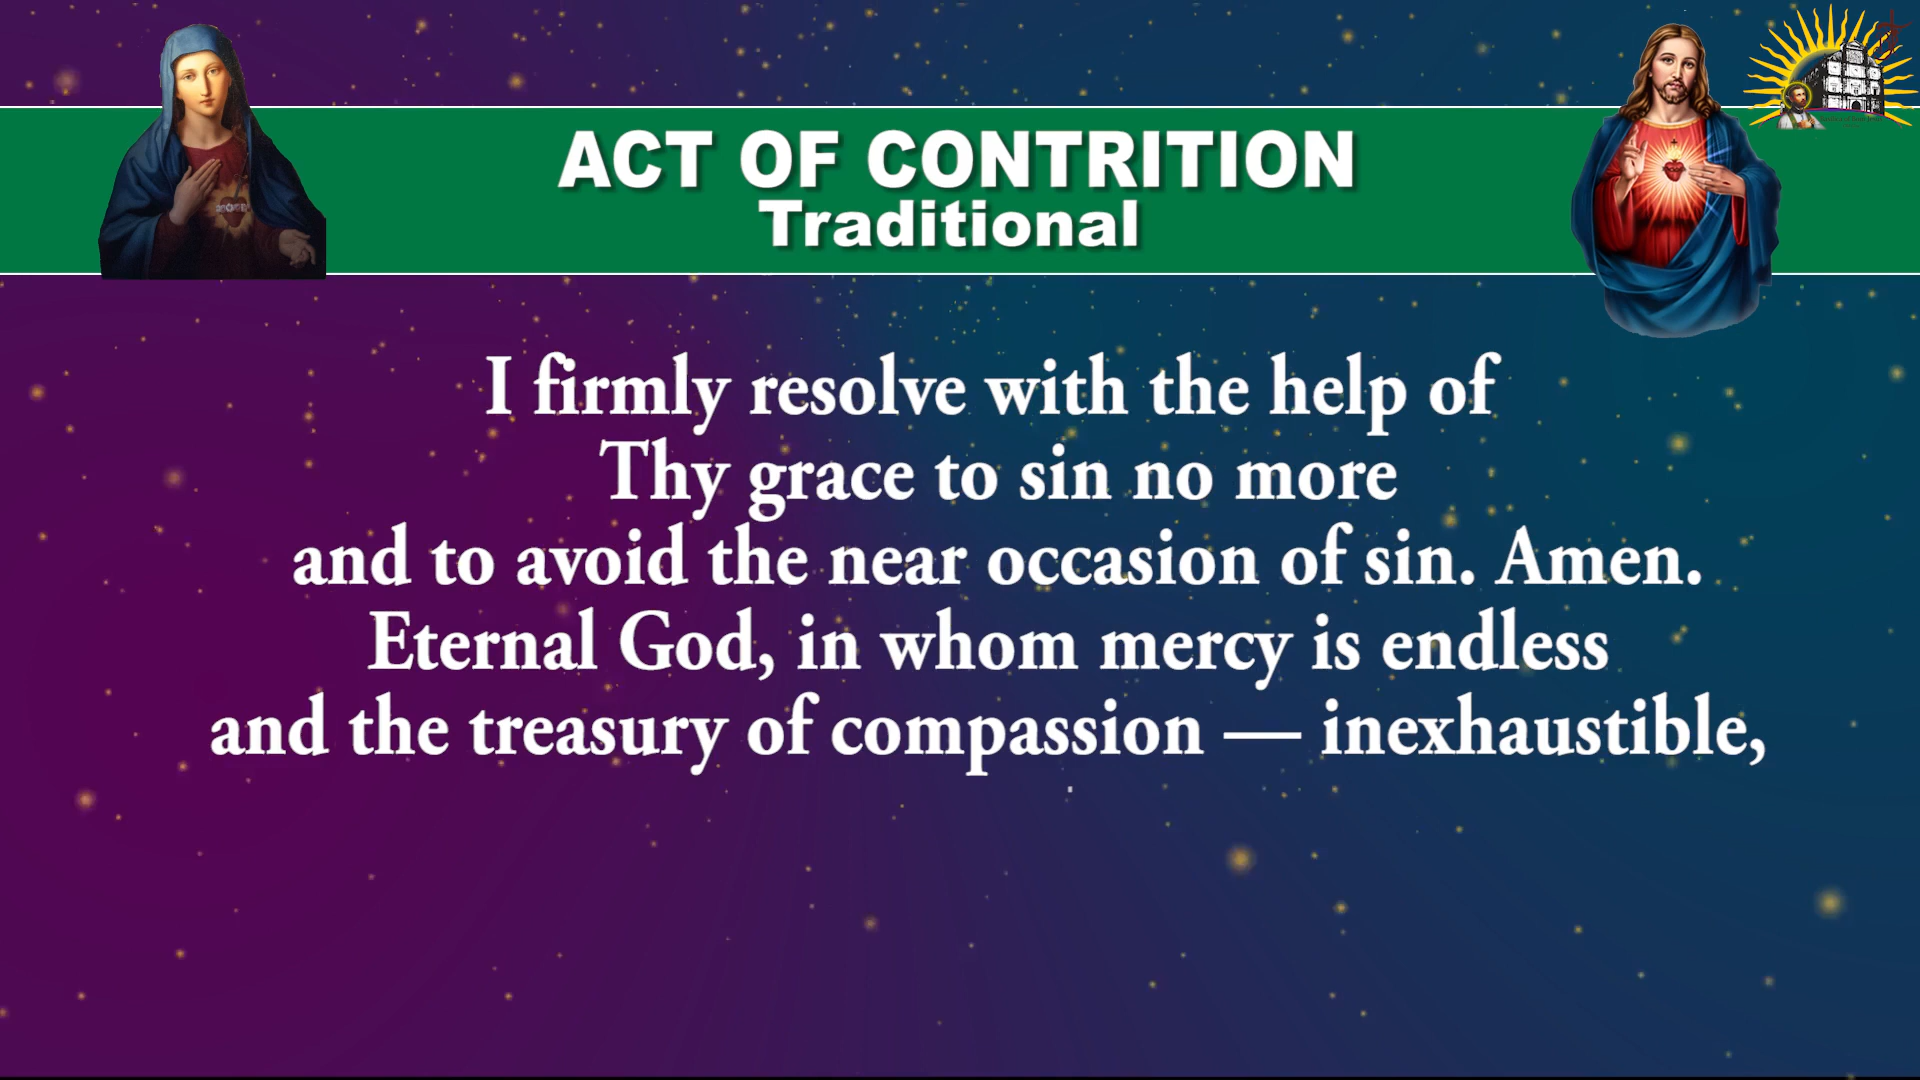 ACT OF CONTRITION
Traditional
I firmly resolve with the help of
Thy grace to sin no more
and to avoid the near occasion of sin. Amen.
Eternal God, in whom mercy is endless
and the treasury of compassion — inexhaustible,